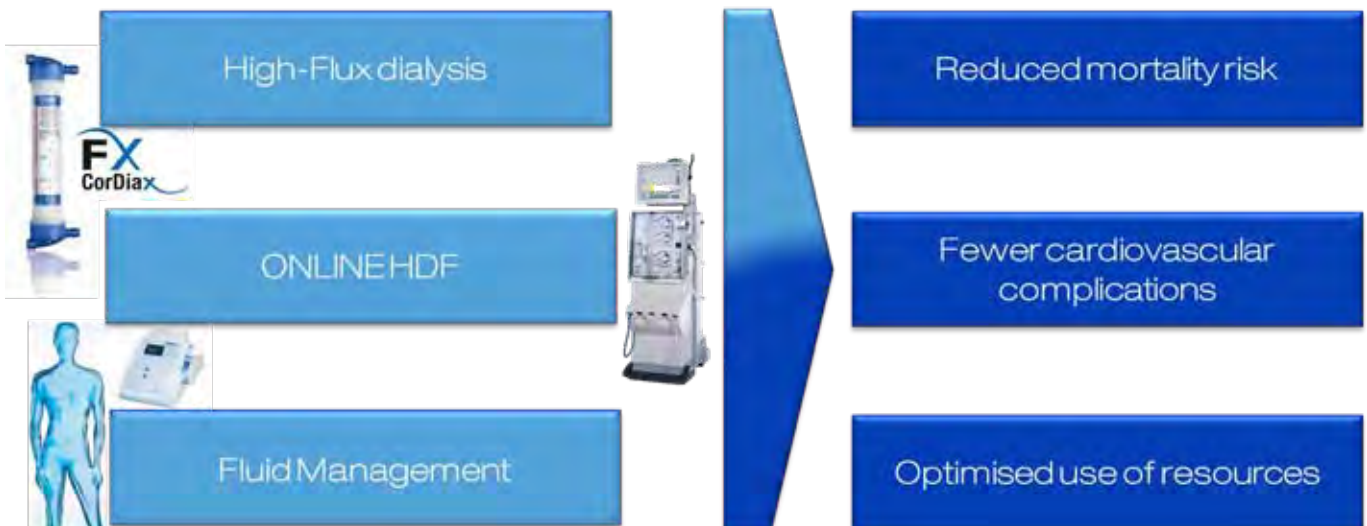 High-Flux dialysis
FX
CorDiax
ONLINE HDF
Fluid Management
Reduced mortality risk
Fewer cardiovascular
complications
Optimised use of resources